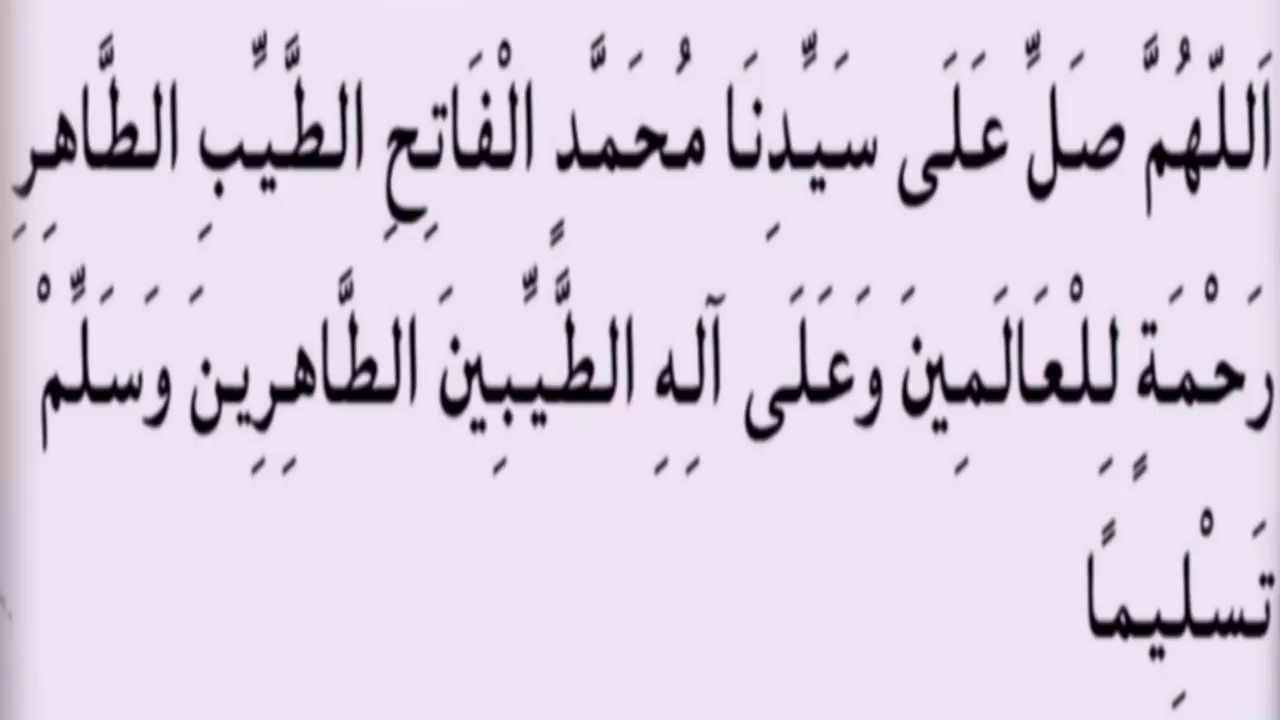 اَللّهُمَّ صَلِّ عَلَى سَيِّدِنَا مُحَمَّدٍ الْفَاتِحِ الطَّيِّبِ الطَّاهِرِ
رَحْمَةٍ لِلْعَالَمِينَ وَعَلَى آلِهِ الطَّيِّبِينَ الطَّاهِرِينَ وَسَلِّمْ
تَسْلِيمًا